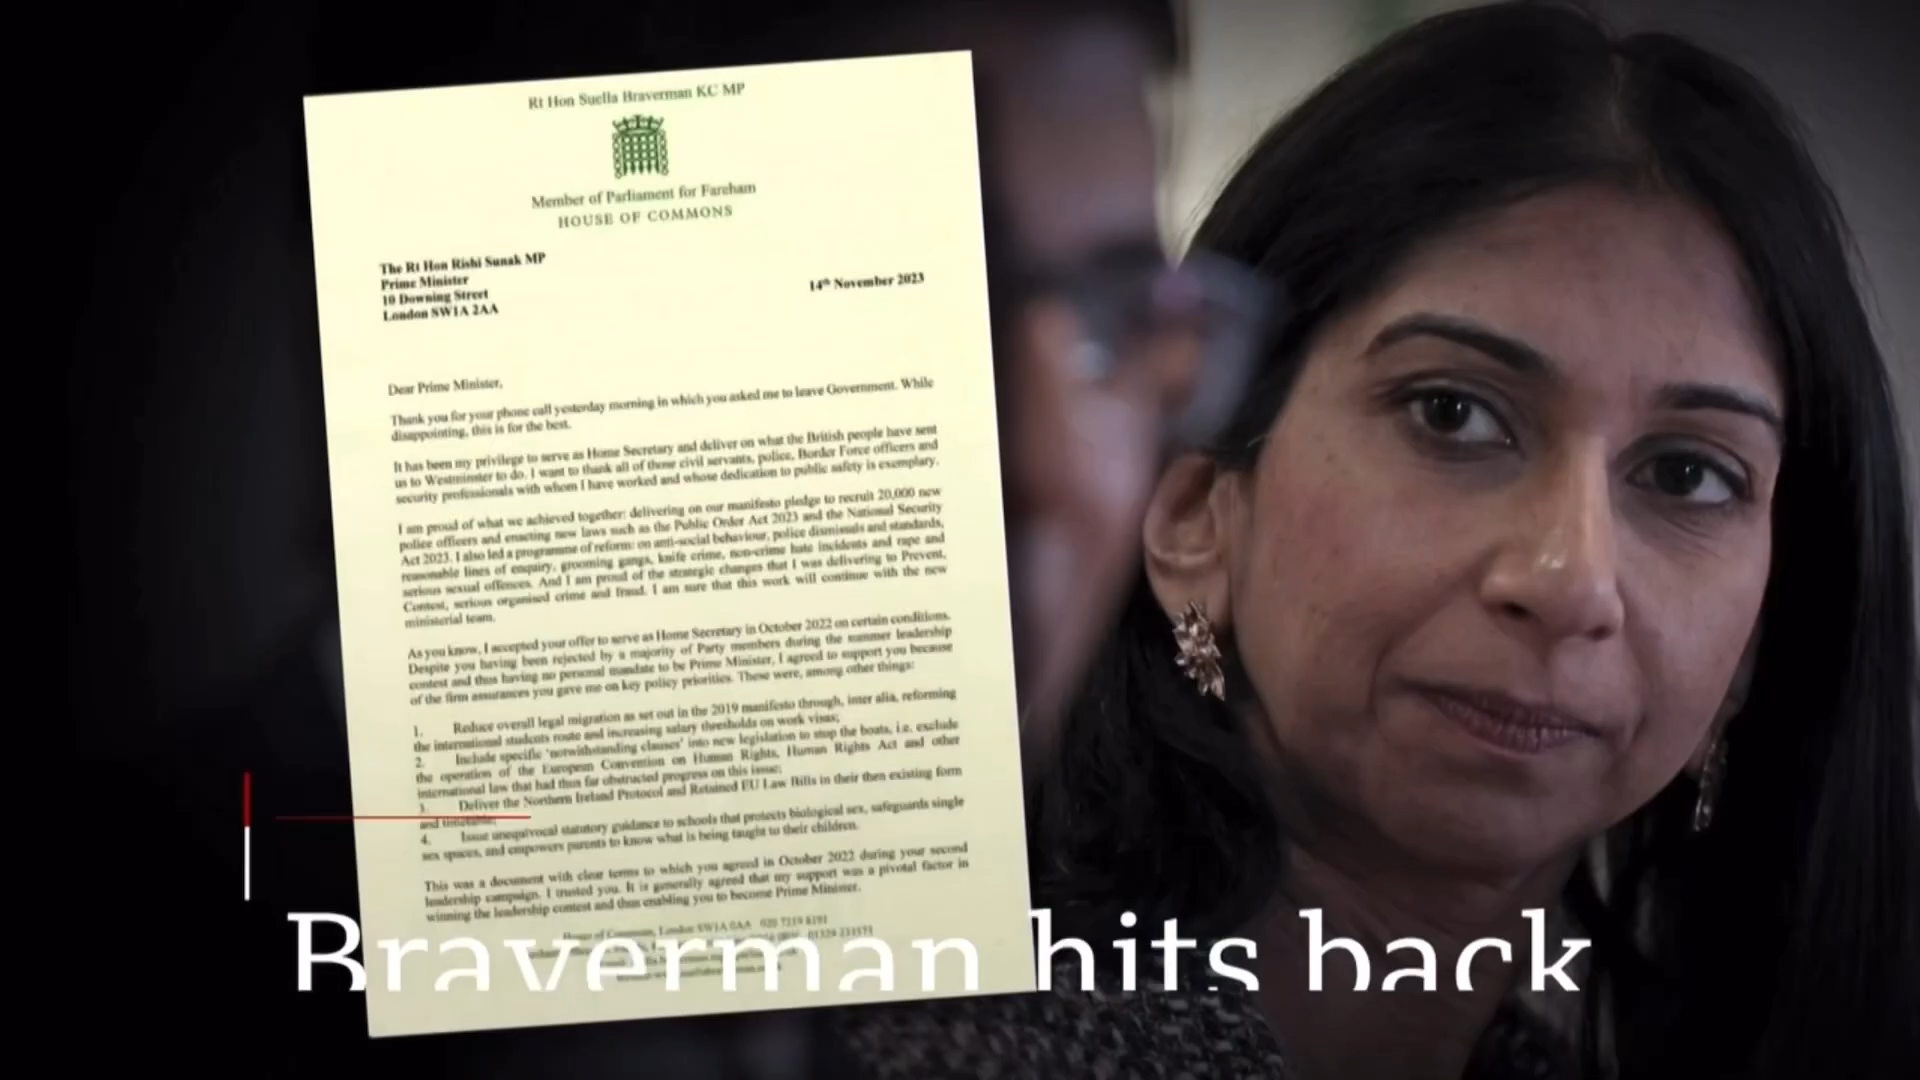 Rt Hon Suella Braverman KC MP
Member of Parliament for Fareham
HOUSE OF COMMONS
The Rt Hon Rishi Sunak MP
Prime Minister
10 Downing Street
London SW1A 2AA
14th November 2023
Dear Prime Minister,
Thank you for your phone call yesterday morning in which you asked me to leave Government. While
disappointing, this is for the best.
It has been my privilege to serve as Home Secretary and deliver on what the British people have sent
us to Westminster to do. I want to thank all of those civil servants, police, Border Force officers and
security professionals with whom I have worked and whose dedication to public safety is exemplary.
I am proud of what we achieved together: delivering on our manifesto pledge to recruit 20,000 new
police officers and enacting new laws such as the Public Order Act 2023 and the National Security
Act 2023. I also led a programme of reform: on anti-social behaviour, police dismissals and standards,
reasonable lines of enquiry, grooming gangs, knife crime, non-crime hate incidents and rape and
serious sexual offences. And I am proud of the strategic changes that I was delivering to Prevent,
Contest, serious organised crime and fraud. I am sure that this work will continue with the new
ministerial team.
As you know, I accepted your offer to serve as Home Secretary in October 2022 on certain conditions.
Despite you having been rejected by a majority of Party members during the summer leadership
contest and thus having no personal mandate to be Prime Minister, I agreed to support you because
of the firm assurances you gave me on key policy priorities. These were, among other things:
1. Reduce overall legal migration as set out in the 2019 manifesto through, inter alia, reforming
the international students route and increasing salary thresholds on work visas;
2. Include specific 'notwithstanding clauses' into new legislation to stop the boats, i.e. exclude
the operation of the European Convention on Human Rights, Human Rights Act and other
international law that had thus far obstructed progress on this issue;
3. Deliver the Northern Ireland Protocol and Retained EU Law Bills in their then existing form
and timetable;
4. Issue unequivocal statutory guidance to schools that protects biological sex, safeguards single
sex spaces, and empowers parents to know what is being taught to their children.
This was a document with clear terms to which you agreed in October 2022 during your second
leadership campaign. I trusted you. It is generally agreed that my support was a pivotal factor in
winning the leadership contest and thus enabling you to become Prime Minister.
House of Commons, London SW1A 0AA 020 7219 8191
Braverman hits back